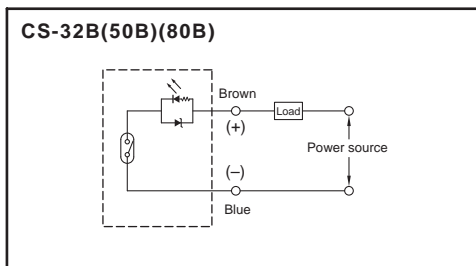 CS-32B(50B)(80B)
Brown
Load
(+)
Power source
(–)
Blue